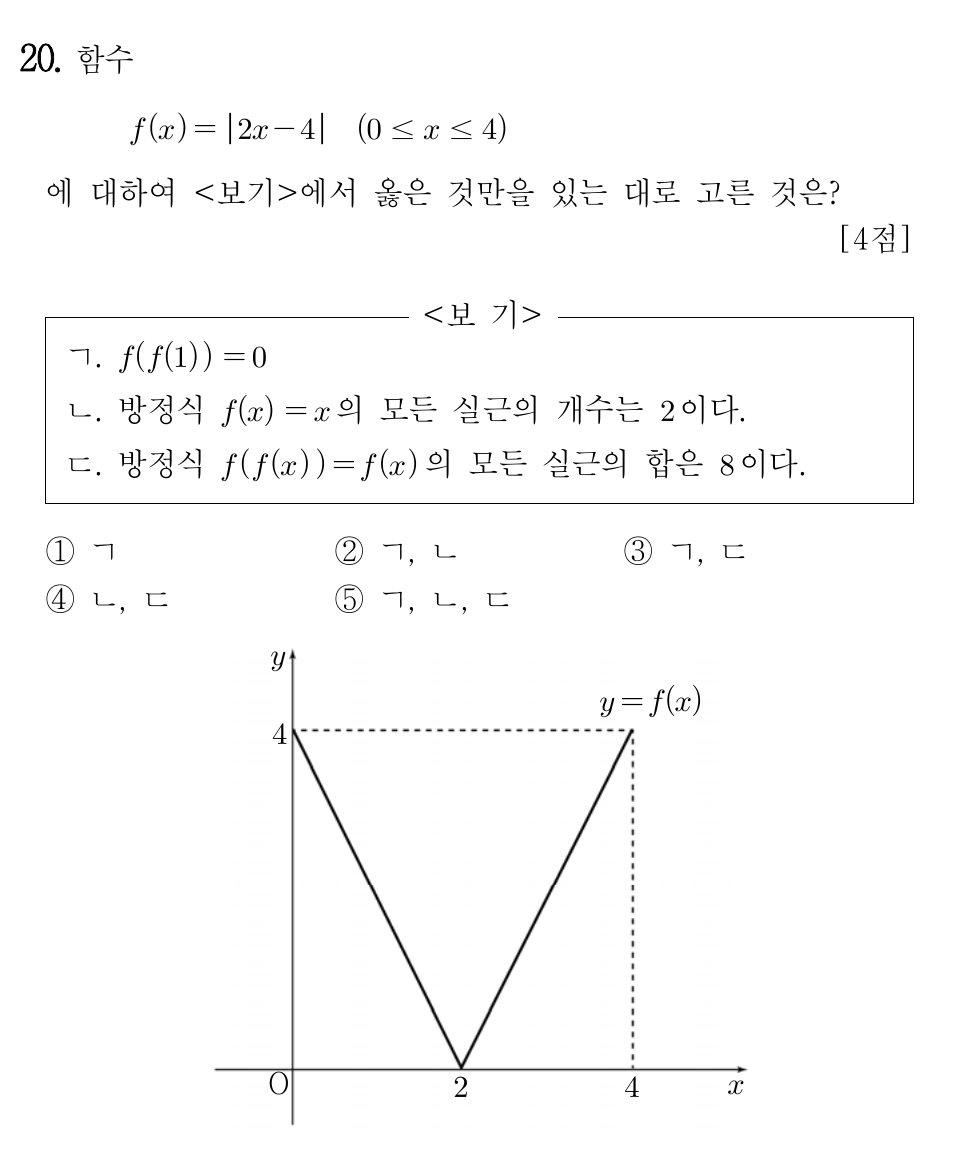 20. 함수
f(x)=|2x-4| (0≤x≤4)
에 대하여 <보기>에서 옳은 것만을 있는 대로 고른 것은?
[4점]
<보 기>
ㄱ. f(f(1))=0
ㄴ. 방정식 f(x)=x의 모든 실근의 개수는 2이다.
ㄷ. 방정식 f(f(x))=f(x)의 모든 실근의 합은 8이다.
① ㄱ ② ㄱ, ㄴ ③ ㄱ, ㄷ
④ ㄴ, ㄷ ⑤ ㄱ, ㄴ, ㄷ
y
y=f(x)
4
O 2 4 x